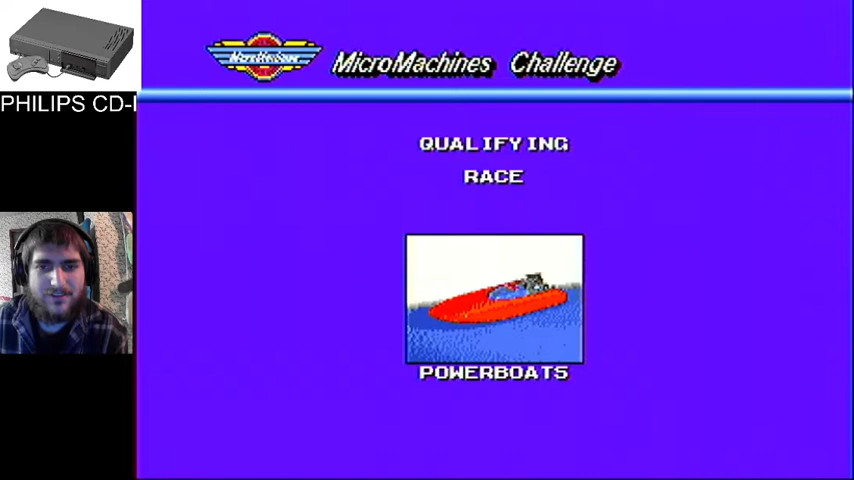 MicroMachines Challenge
PHILIPS CD-I
QUALIFYING
RACE
POWERBOATS